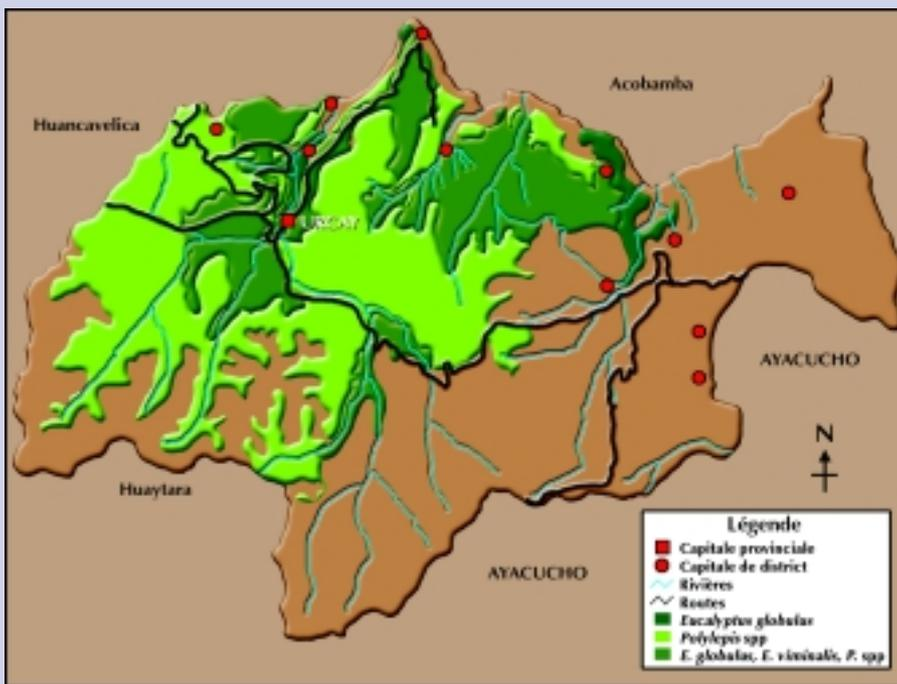 Acobamba
Huancavelica
AYACUCHO
N
Huaytara
AYACUCHO
Légende
Capitale provinciale
Capitale de district
Rivières
Routes
Eucalyptus globulus
Polylepis spp
E. globulus, E. viminalis, P. spp